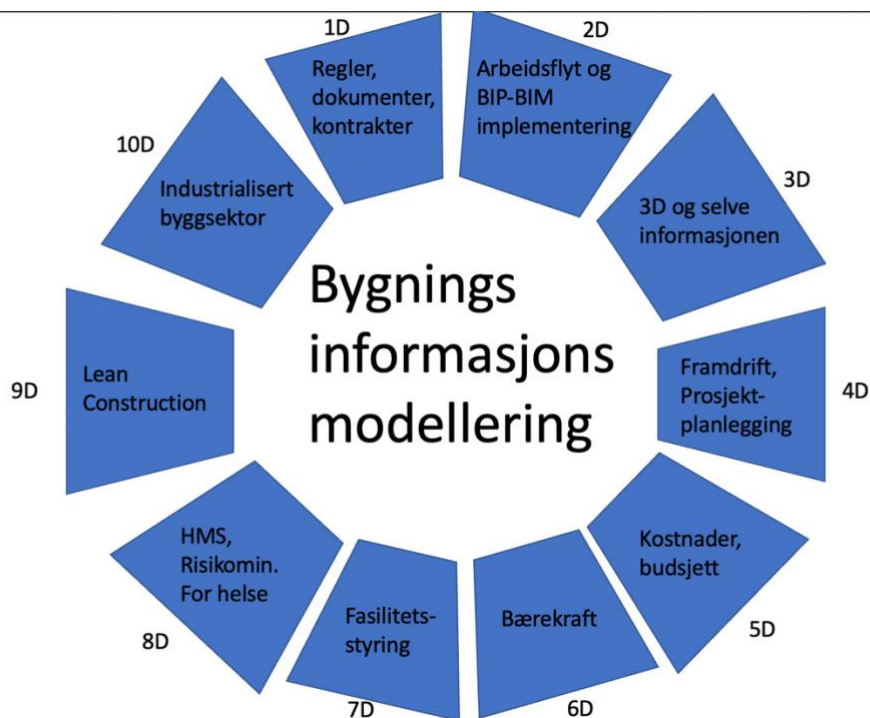 1D
Regler,
dokumenter,
kontrakter
2D
Arbeidsflyt og
BIP-BIM
implementering
3D
3D og selve
informasjonen
4D
Framdrift,
Prosjekt-
planlegging
5D
Kostnader,
budsjett
6D
Bærekraft
7D
Fasilitets-
styring
8D
HMS,
Risikomin.
For helse
9D
Lean
Construction
10D
Industrialisert
byggsektor
Bygnings
informasjons
modellering